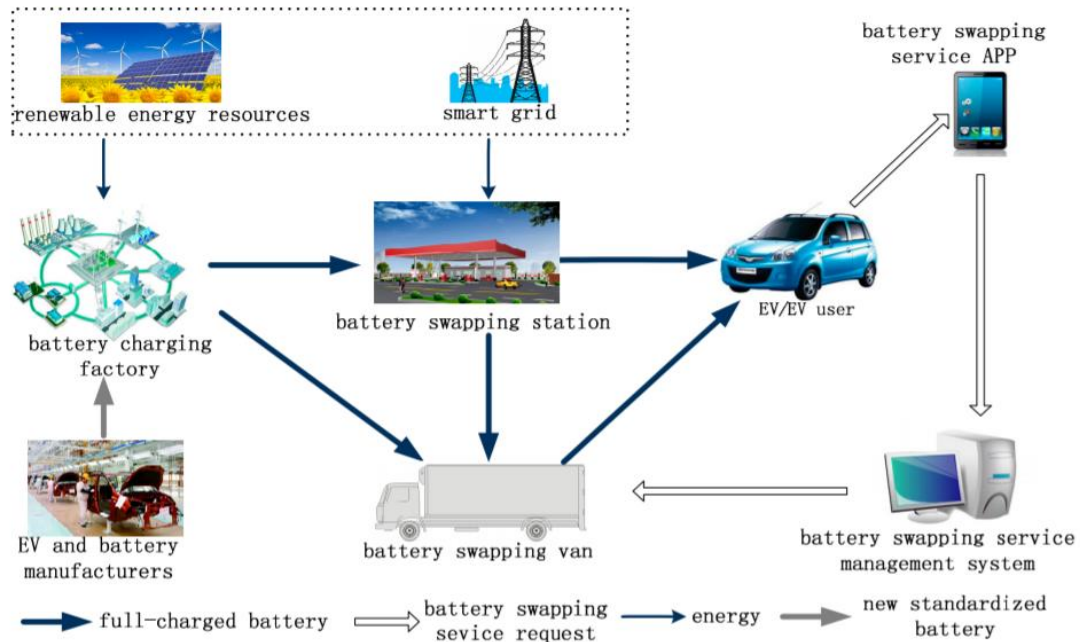 battery swapping
service APP
renewable energy resources
smart grid
EV/EV user
battery swapping station
battery charging
factory
EV and battery
manufacturers
battery swapping van
battery swapping service
management system
full-charged battery
battery swapping
sevice request
energy
new standardized
battery